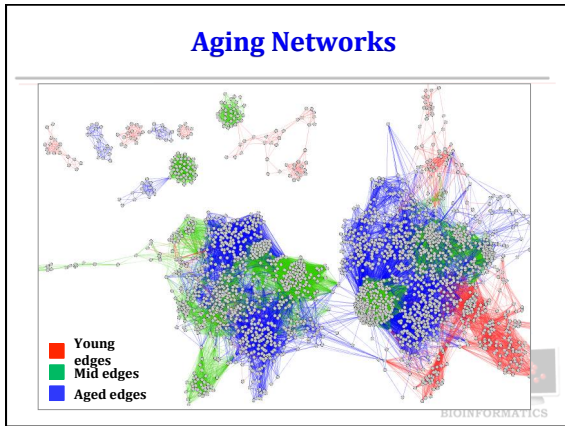 Aging Networks
Young
edges
Mid edges
Aged edges
BIOINFORMATICS